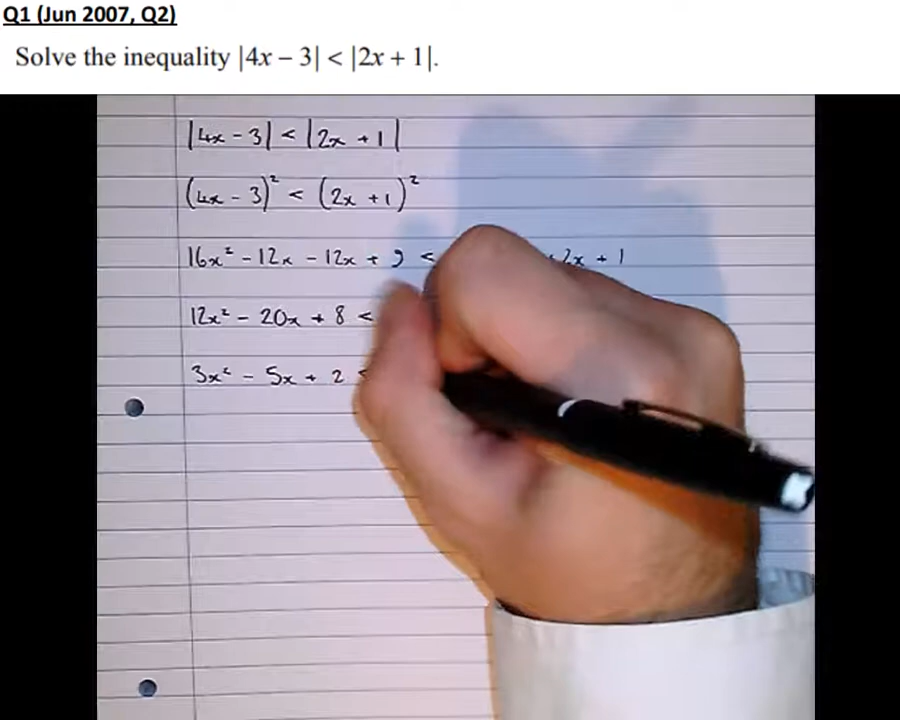 Q1 (Jun 2007, Q2)
Solve the inequality |4x – 3| < |2x + 1|.
|4x - 3| < |2x + 1|
(4x - 3)² < (2x + 1)²
16x² - 12x - 12x + 9 < 2x + 1
12x² - 20x + 8 <
3x² - 5x + 2